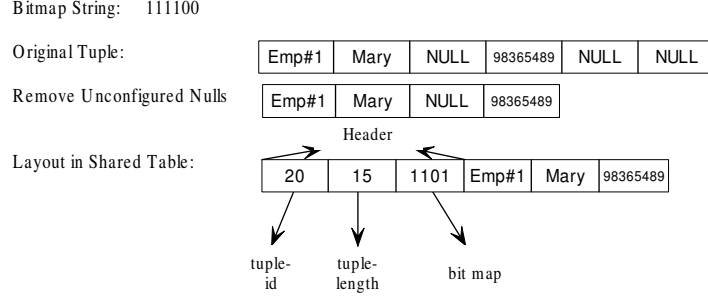 Bitmap String: 111100
Original Tuple: Emp#1 Mary NULL 98365489 NULL NULL
Remove Unconfigured Nulls Emp#1 Mary NULL 98365489
Header
Layout in Shared Table: 20 15 1101 Emp#1 Mary 98365489
tuple-id tuple-length bit map